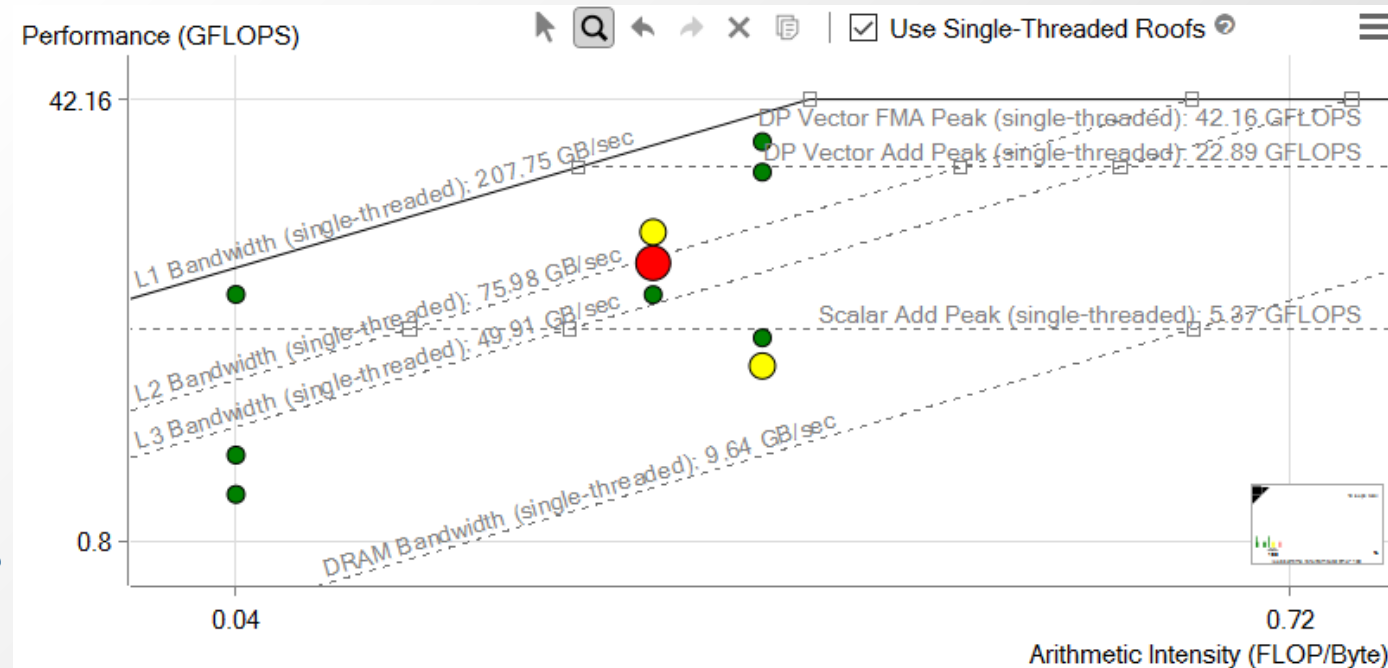 Performance (GFLOPS)
Use Single-Threaded Roofs
42.16
DP Vector FMA Peak (single-threaded): 42.16 GFLOPS
DP Vector Add Peak (single-threaded): 22.89 GFLOPS
L1 Bandwidth (single-threaded): 207.75 GB/sec
L2 Bandwidth (single-threaded): 75.98 GB/sec
Scalar Add Peak (single-threaded): 5.37 GFLOPS
L3 Bandwidth (single-threaded): 49.91 GB/sec
DRAM Bandwidth (single-threaded): 9.64 GB/sec
0.8
0.04
0.72
Arithmetic Intensity (FLOP/Byte)